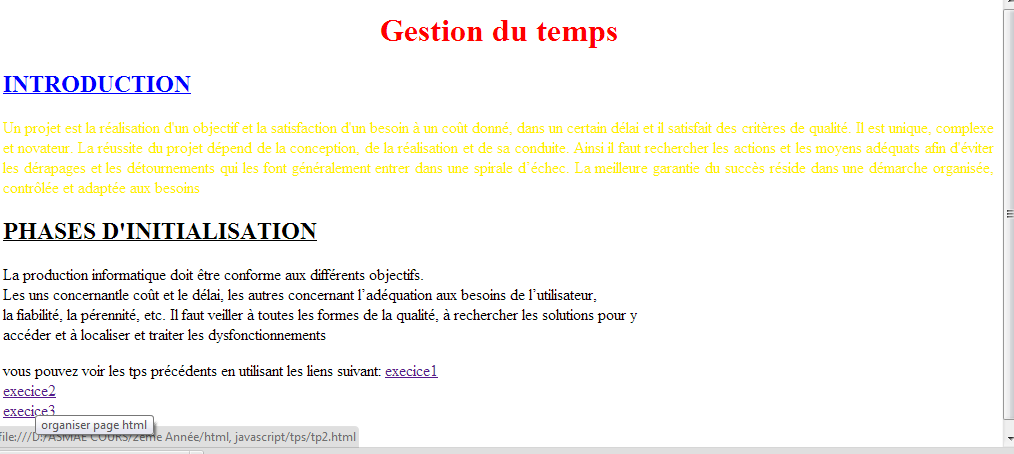 Gestion du temps
INTRODUCTION
Un projet est la réalisation d'un objectif et la satisfaction d'un besoin à un coût donné, dans un certain délai et il satisfait des critères de qualité. Il est unique, complexe
et novateur. La réussite du projet dépend de la conception, de la réalisation et de sa conduite. Ainsi il faut rechercher les actions et les moyens adéquats afin d'éviter
les dérapages et les détournements qui les font généralement entrer dans une spirale d’échec. La meilleure garantie du succès réside dans une démarche organisée,
contrôlée et adaptée aux besoins
PHASES D'INITIALISATION
La production informatique doit être conforme aux différents objectifs.
Les uns concernantle coût et le délai, les autres concernant l’adéquation aux besoins de l’utilisateur,
la fiabilité, la pérennité, etc. Il faut veiller à toutes les formes de la qualité, à rechercher les solutions pour y
accéder et à localiser et traiter les dysfonctionnements
vous pouvez voir les tps précédents en utilisant les liens suivant: execice1
execice2
execice3
organiser page html
file:///D:/ASMAE COURS/2eme Année/html, javascript/tps/tp2.html